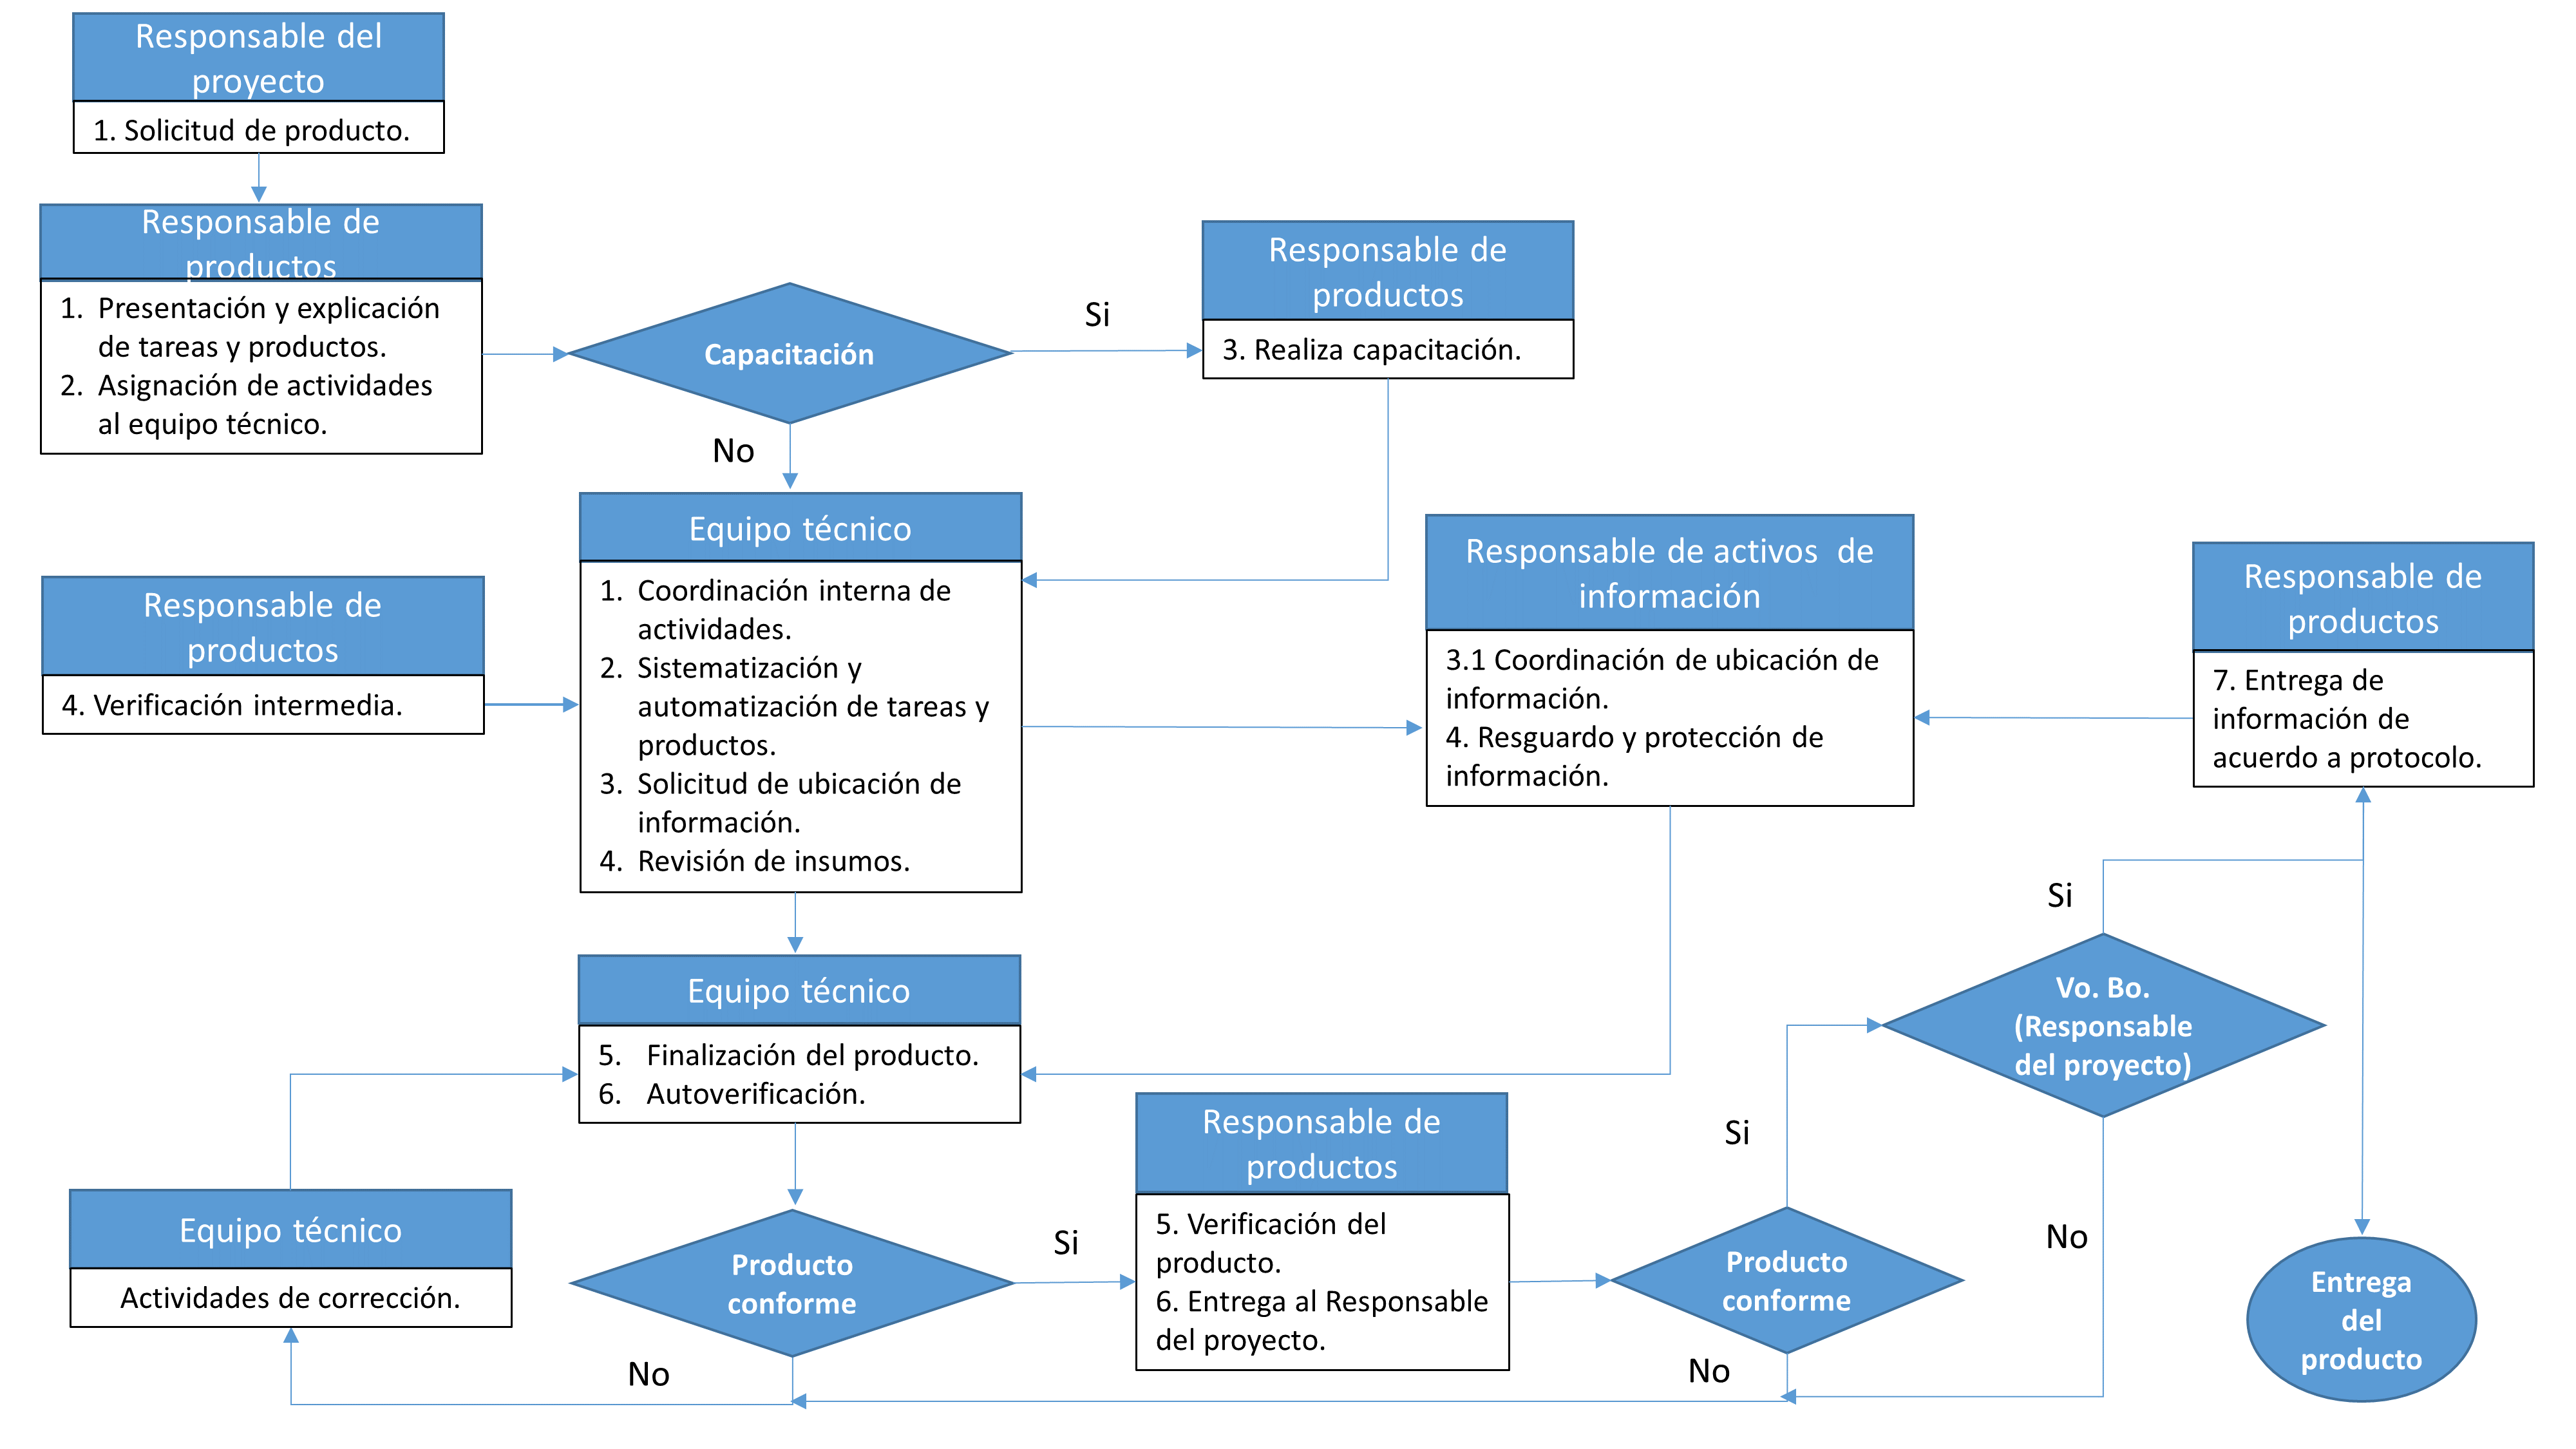 Responsable del
proyecto
1. Solicitud de producto.
Responsable de
productos
1. Presentación y explicación
de tareas y productos.
2. Asignación de actividades
al equipo técnico.
Capacitación
Si
No
Responsable de
productos
3. Realiza capacitación.
Equipo técnico
1. Coordinación interna de
actividades.
2. Sistematización y
automatización de tareas y
productos.
3. Solicitud de ubicación de
información.
4. Revisión de insumos.
Responsable de
productos
4. Verificación intermedia.
Responsable de activos de
información
3.1 Coordinación de ubicación de
información.
4. Resguardo y protección de
información.
Responsable de
productos
7. Entrega de
información de
acuerdo a protocolo.
Equipo técnico
5. Finalización del producto.
6. Autoverificación.
Equipo técnico
Actividades de corrección.
Producto
conforme
Si
No
Responsable de
productos
5. Verificación del
producto.
6. Entrega al Responsable
del proyecto.
Producto
conforme
Si
No
Vo. Bo.
(Responsable
del proyecto)
Si
No
Entrega
del
producto